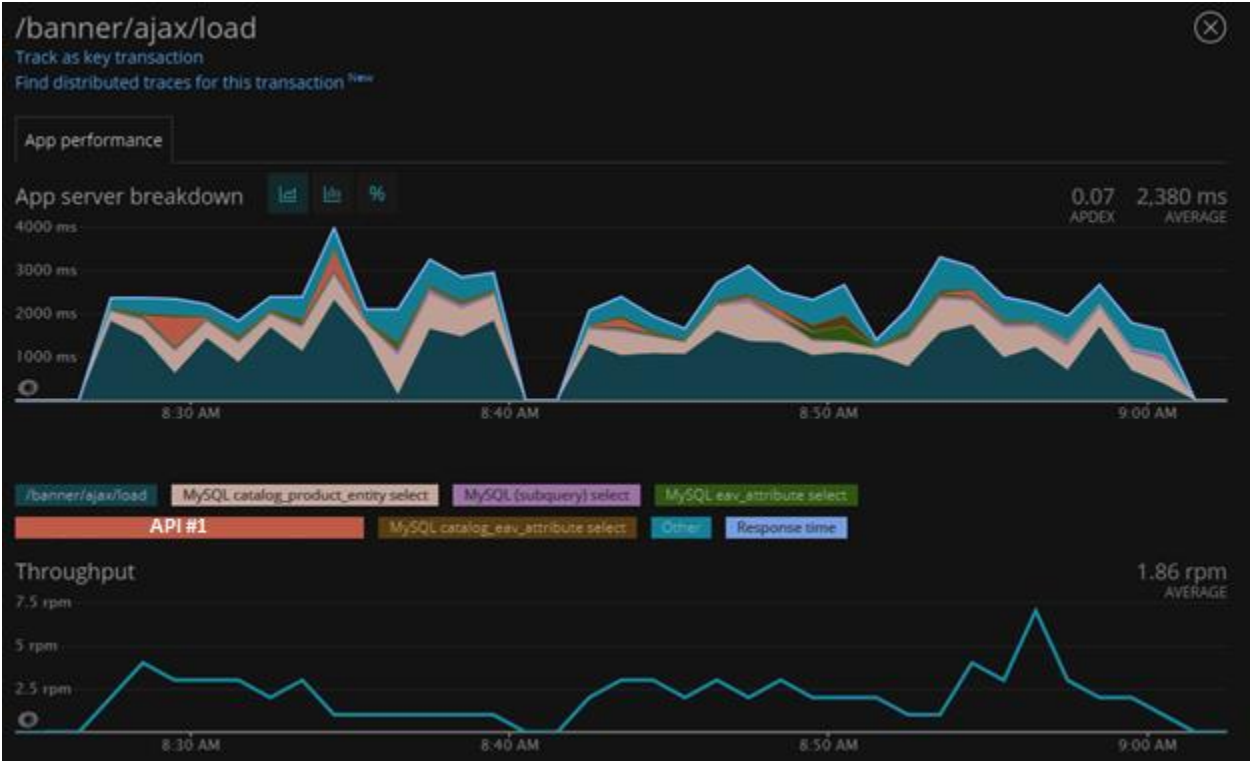 /banner/ajax/load
Track as key transaction
Find distributed traces for this transaction New
App performance
App server breakdown % 0.07 2,380 ms
APDEX AVERAGE
4000 ms
3000 ms
2000 ms
1000 ms
8:30 AM 8:40 AM 8:50 AM 9:00 AM
/banner/ajax/load MySQL catalog_product_entity select MySQL (subquery) select MySQL eav_attribute select
API #1 MySQL catalog_eav_attribute select Other Response time
Throughput 1.86 rpm
AVERAGE
7.5 rpm
5 rpm
2.5 rpm
8:30 AM 8:40 AM 8:50 AM 9:00 AM